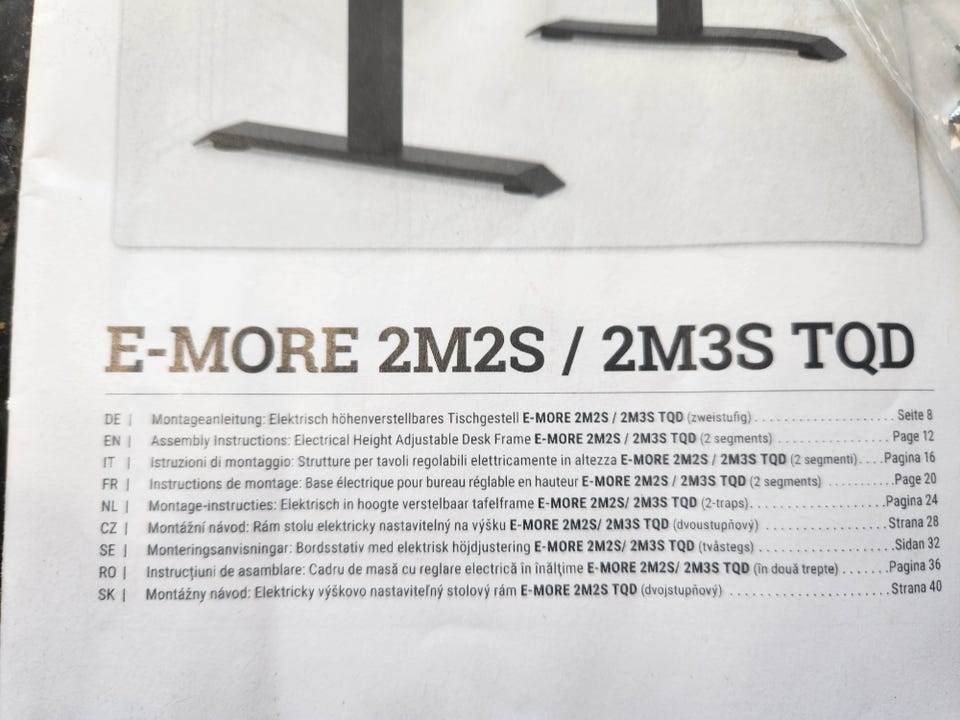 E-MORE 2M2S / 2M3S TQD
DE | Montageanleitung: Elektrisch höhenverstellbares Tischgestell E-MORE 2M2S / 2M3S TQD (zweistufig) . . . . . . . . . . . . . . . . . . . . . Seite 8
EN | Assembly Instructions: Electrical Height Adjustable Desk Frame E-MORE 2M2S / 2M3S TQD (2 segments) . . . . . . . . . . . . . . . . . . Page 12
IT | Istruzioni di montaggio: Strutture per tavoli regolabili elettricamente in altezza E-MORE 2M2S / 2M3S TQD (2 segmenti). . . .Pagina 16
FR | Instructions de montage: Base électrique pour bureau réglable en hauteur E-MORE 2M2S / 2M3S TQD (2 segments) . . . . . . . . . . .Page 20
NL | Montage-instructies: Elektrisch in hoogte verstelbaar tafelframe E-MORE 2M2S/ 2M3S TQD (2-traps). . . . . . . . . . . . . . . . . . . . .Pagina 24
CZ | Montážní návod: Rám stolu elektricky nastavitelný na výšku E-MORE 2M2S/ 2M3S TQD (dvoustupňový) . . . . . . . . . . . . . . . . . . . .Strana 28
SE | Monteringsanvisningar: Bordsstativ med elektrisk höjdjustering E-MORE 2M2S/ 2M3S TQD (tvåstegs) . . . . . . . . . . . . . . . . . . . . .Sidan 32
RO | Instrucțiuni de asamblare: Cadru de masă cu reglare electrică în înălțime E-MORE 2M2S/ 2M3S TQD (în două trepte) . . . . . . . .Pagina 36
SK | Montážny návod: Elektricky výškovo nastaviteľný stolový rám E-MORE 2M2S TQD (dvojstupňový) . . . . . . . . . . . . . . . . . . . . . . . .Strana 40